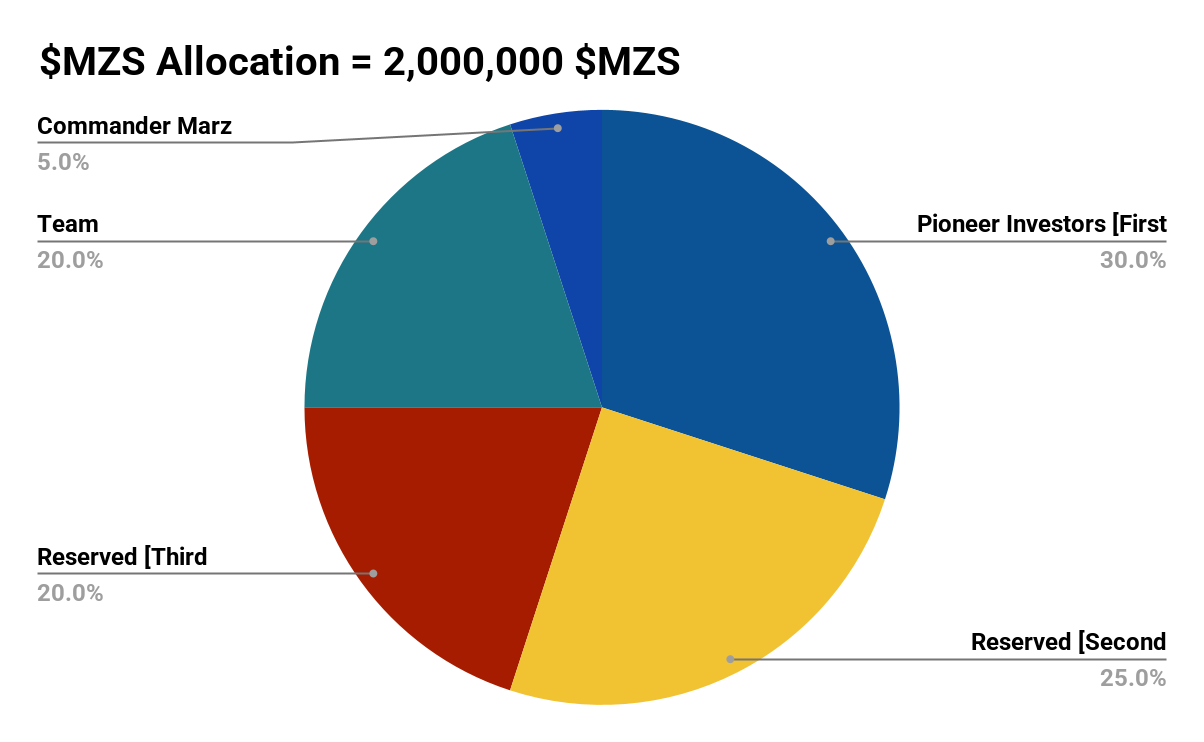 $MZS Allocation = 2,000,000 $MZS
Commander Marz
5.0%
Team
20.0%
Pioneer Investors [First
30.0%
Reserved [Third
20.0%
Reserved [Second
25.0%